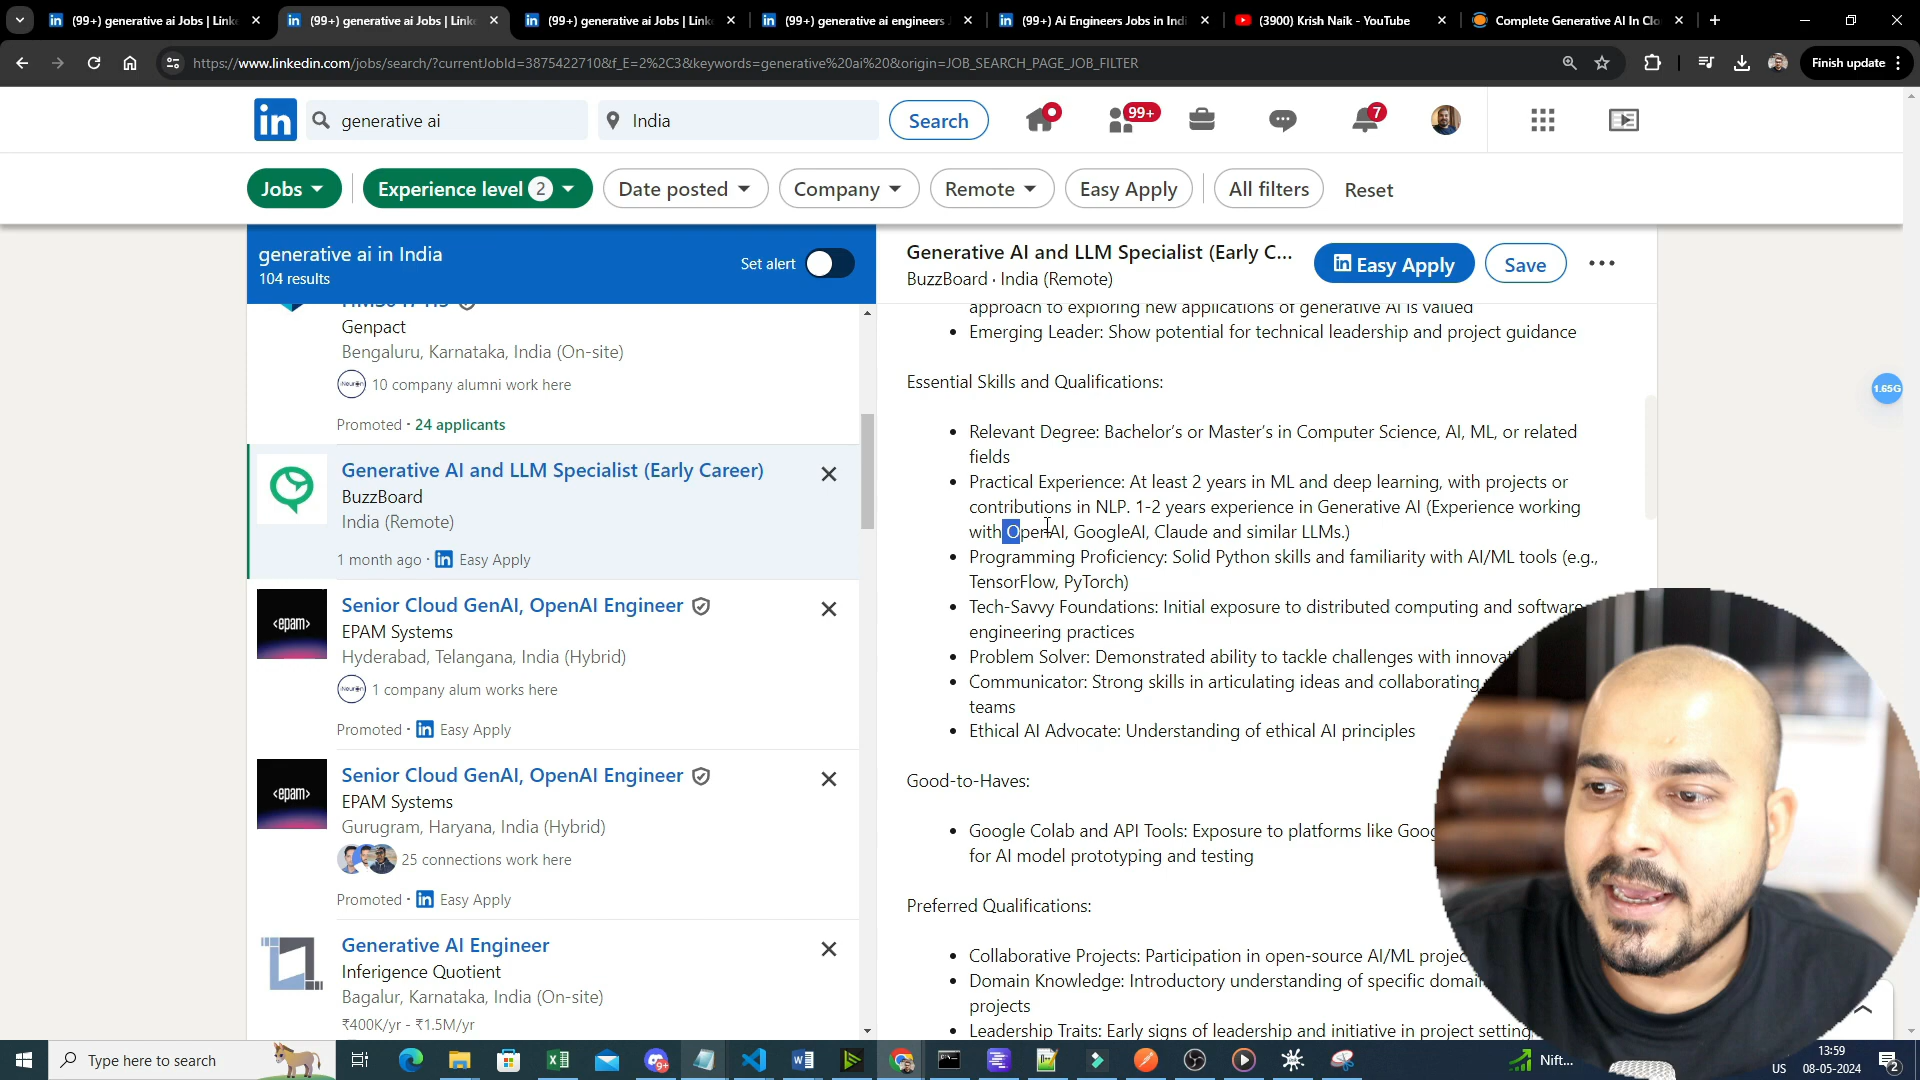 (99+) generative ai Jobs | Linke
(99+) generative ai Jobs | Linke
(99+) generative ai Jobs | Linke
(99+) generative ai engineers J
(99+) Ai Engineers Jobs in Indi
(3900) Krish Naik - YouTube
Complete Generative AI In Clo
https://www.linkedin.com/jobs/search/?currentJobId=3875422710&f_E=2%2C3&keywords=generative%20ai%20&origin=JOB_SEARCH_PAGE_JOB_FILTER
Finish update
in
generative ai
India
Search
99+
7
Jobs
Experience level 2
Date posted
Company
Remote
Easy Apply
All filters
Reset
generative ai in India
104 results
Set alert
Genpact
Bengaluru, Karnataka, India (On-site)
10 company alumni work here
Promoted · 24 applicants
Generative AI and LLM Specialist (Early Career)
BuzzBoard
India (Remote)
1 month ago · in Easy Apply
<epam>
Senior Cloud GenAI, OpenAI Engineer
EPAM Systems
Hyderabad, Telangana, India (Hybrid)
1 company alum works here
Promoted · in Easy Apply
<epam>
Senior Cloud GenAI, OpenAI Engineer
EPAM Systems
Gurugram, Haryana, India (Hybrid)
25 connections work here
Promoted · in Easy Apply
Generative AI Engineer
Inferigence Quotient
Bagalur, Karnataka, India (On-site)
₹400K/yr - ₹1.5M/yr
Generative AI and LLM Specialist (Early C...
BuzzBoard · India (Remote)
in Easy Apply
Save
approach to exploring new applications of generative AI is valued
• Emerging Leader: Show potential for technical leadership and project guidance
Essential Skills and Qualifications:
• Relevant Degree: Bachelor's or Master's in Computer Science, AI, ML, or related
fields
• Practical Experience: At least 2 years in ML and deep learning, with projects or
contributions in NLP. 1-2 years experience in Generative AI (Experience working
with OpenAI, GoogleAI, Claude and similar LLMs.)
• Programming Proficiency: Solid Python skills and familiarity with AI/ML tools (e.g.,
TensorFlow, PyTorch)
• Tech-Savvy Foundations: Initial exposure to distributed computing and software
engineering practices
• Problem Solver: Demonstrated ability to tackle challenges with innovat
• Communicator: Strong skills in articulating ideas and collaborating
teams
• Ethical AI Advocate: Understanding of ethical AI principles
Good-to-Haves:
• Google Colab and API Tools: Exposure to platforms like Goog
for AI model prototyping and testing
Preferred Qualifications:
• Collaborative Projects: Participation in open-source AI/ML projec
• Domain Knowledge: Introductory understanding of specific domai
projects
• Leadership Traits: Early signs of leadership and initiative in project setting
1.65G
Type here to search
9+
Nift...
US
13:59
08-05-2024
2